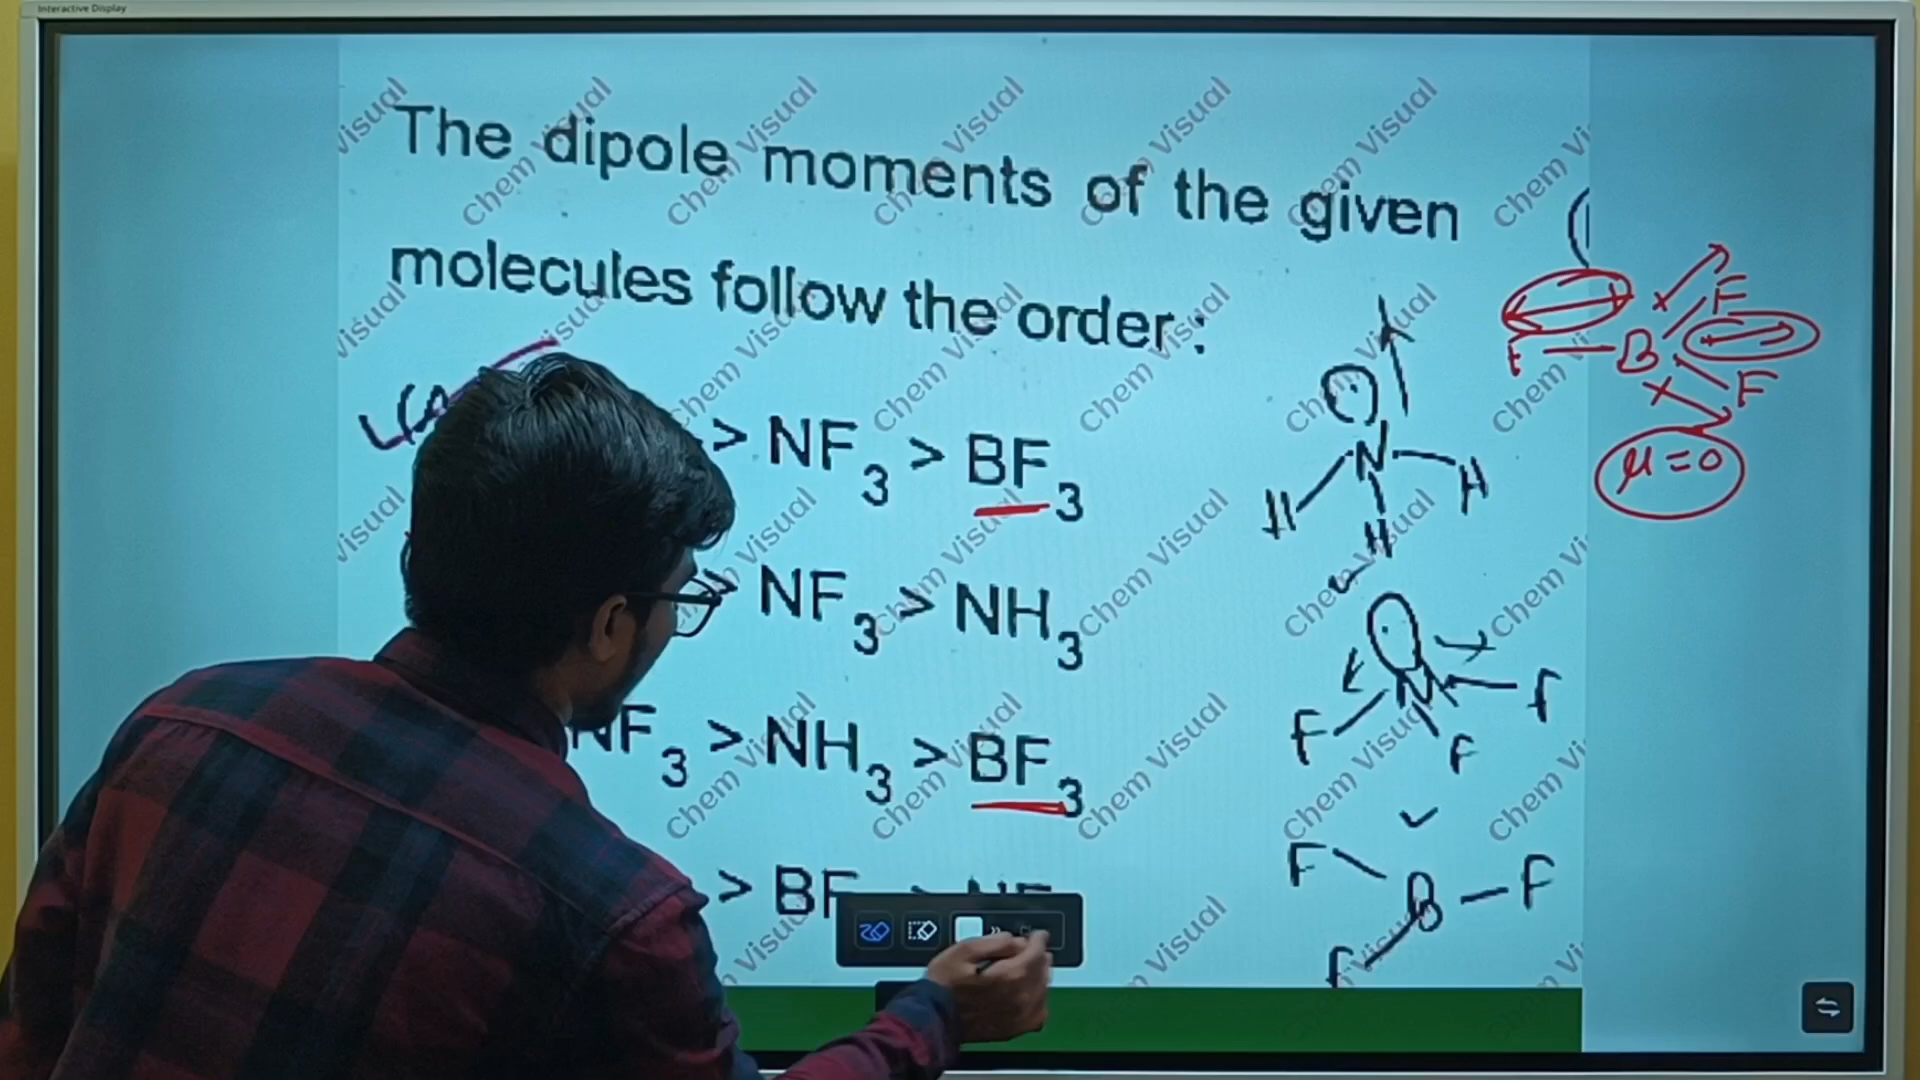 Interactive Display
The dipole moments of the given
molecules follow the order :
> NF3 > BF3
> NF3 > NH3
NF3 > NH3 > BF3
> BF
N
H
H
H
N
F
F
F
F
B
F
F
F
B
F
F
μ = 0
Chem Visual